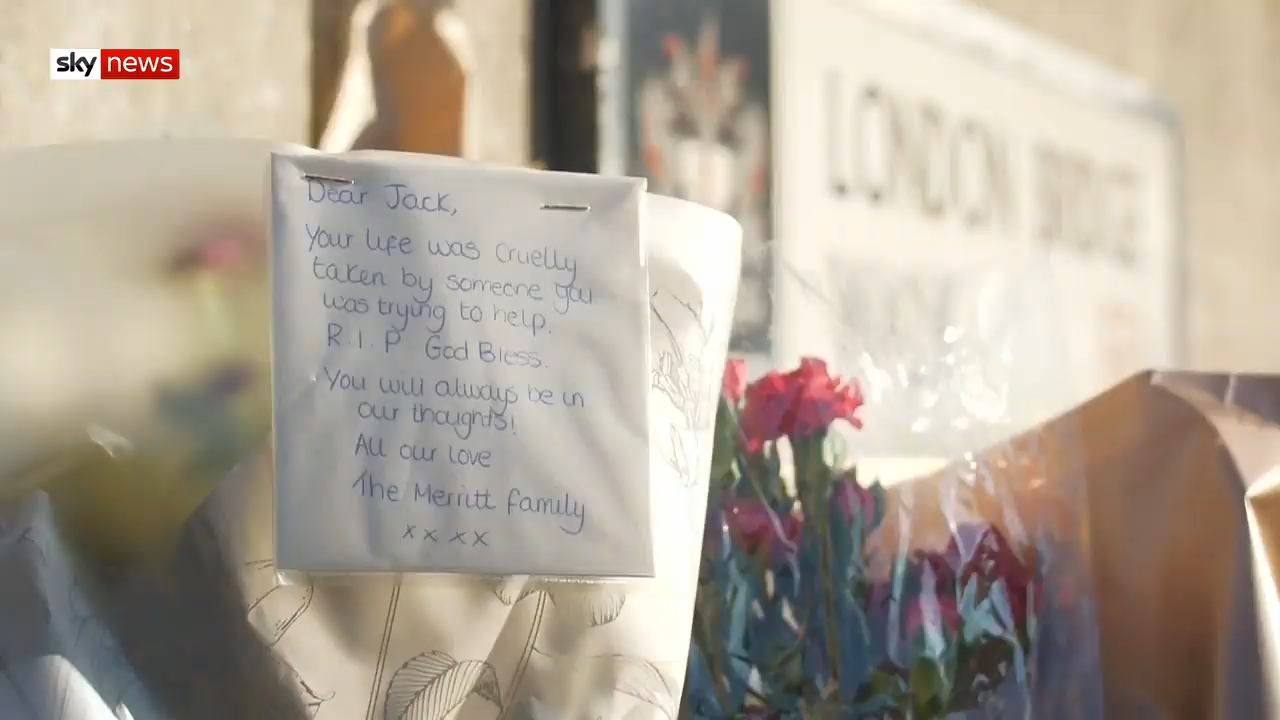 sky news
Dear Jack,
Your life was cruelly
taken by someone you
was trying to help.
R.I.P God Bless.
You will always be in
our thoughts!
All our love
The Merritt family
x x x x
LONDON BRIDGE